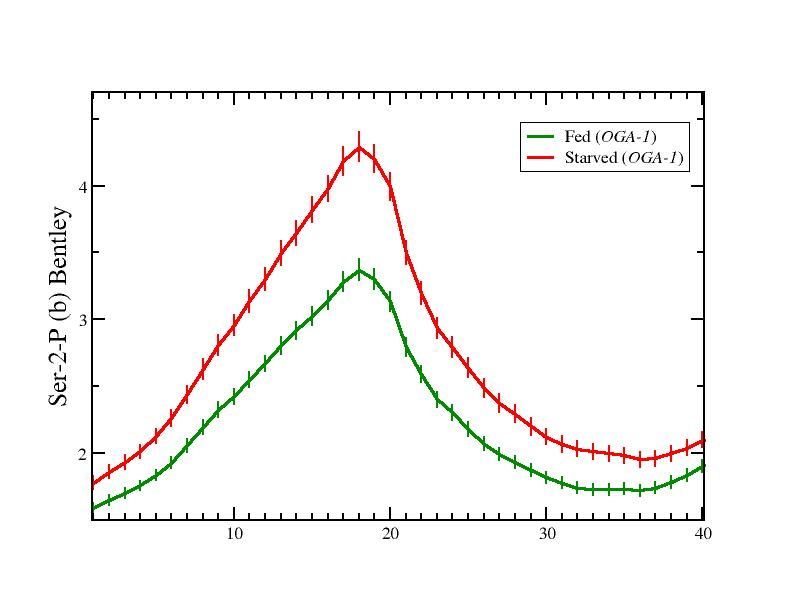 Fed (OGA-1)
Starved (OGA-1)
4
3
2
Ser-2-P (b) Bentley
10 20 30 40